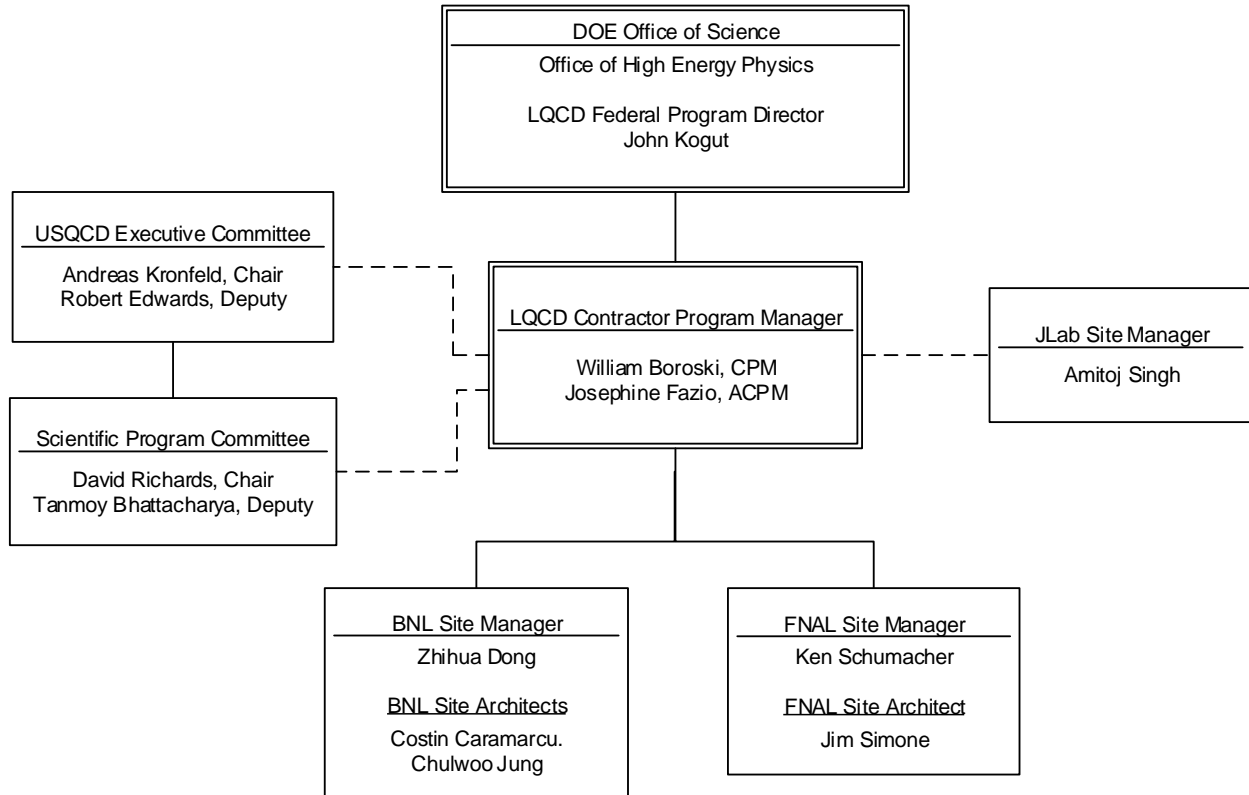 DOE Office of Science
Office of High Energy Physics
LQCD Federal Program Director
John Kogut
USQCD Executive Committee
Andreas Kronfeld, Chair
Robert Edwards, Deputy
LQCD Contractor Program Manager
William Boroski, CPM
Josephine Fazio, ACPM
JLab Site Manager
Amitoj Singh
Scientific Program Committee
David Richards, Chair
Tanmoy Bhattacharya, Deputy
BNL Site Manager
Zhihua Dong
BNL Site Architects
Costin Caramarcu.
Chulwoo Jung
FNAL Site Manager
Ken Schumacher
FNAL Site Architect
Jim Simone